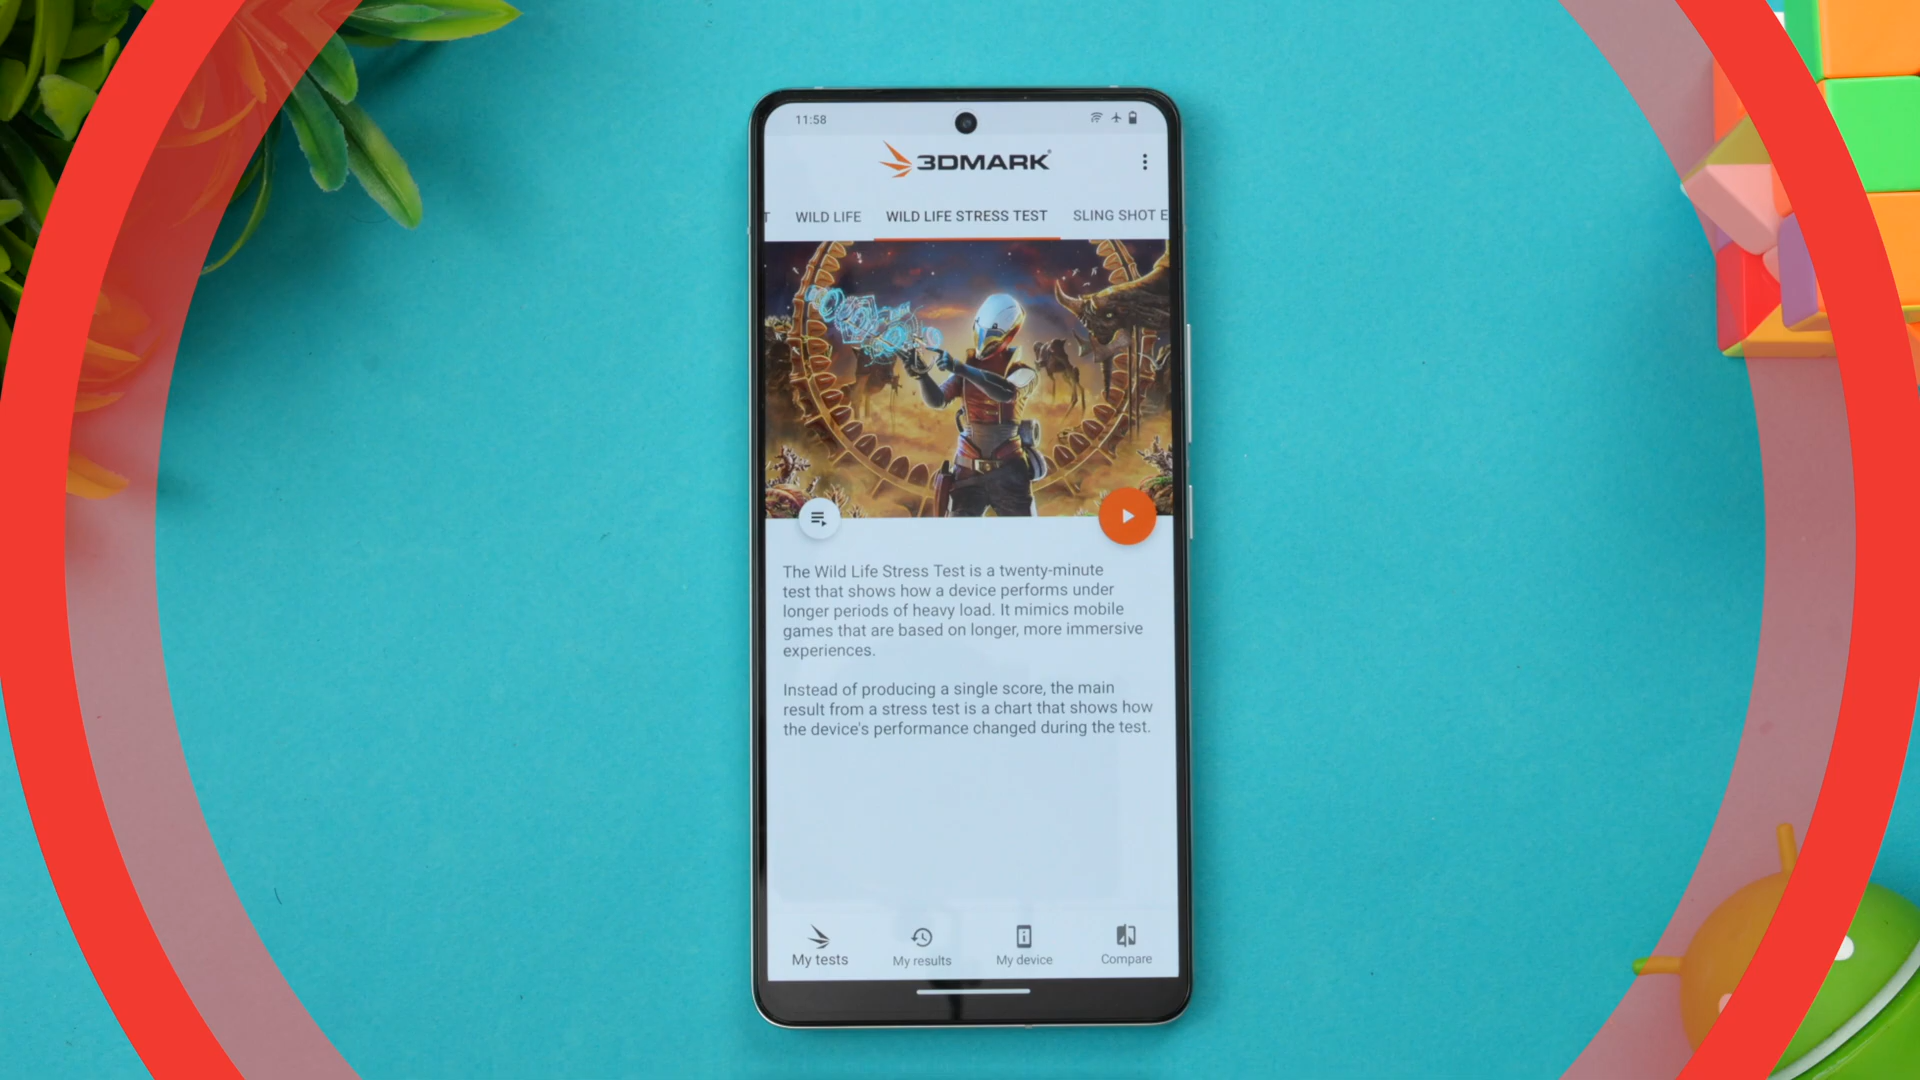 11:58
3DMARK
T WILD LIFE WILD LIFE STRESS TEST SLING SHOT E
The Wild Life Stress Test is a twenty-minute
test that shows how a device performs under
longer periods of heavy load. It mimics mobile
games that are based on longer, more immersive
experiences.
Instead of producing a single score, the main
result from a stress test is a chart that shows how
the device's performance changed during the test.
My tests My results My device Compare